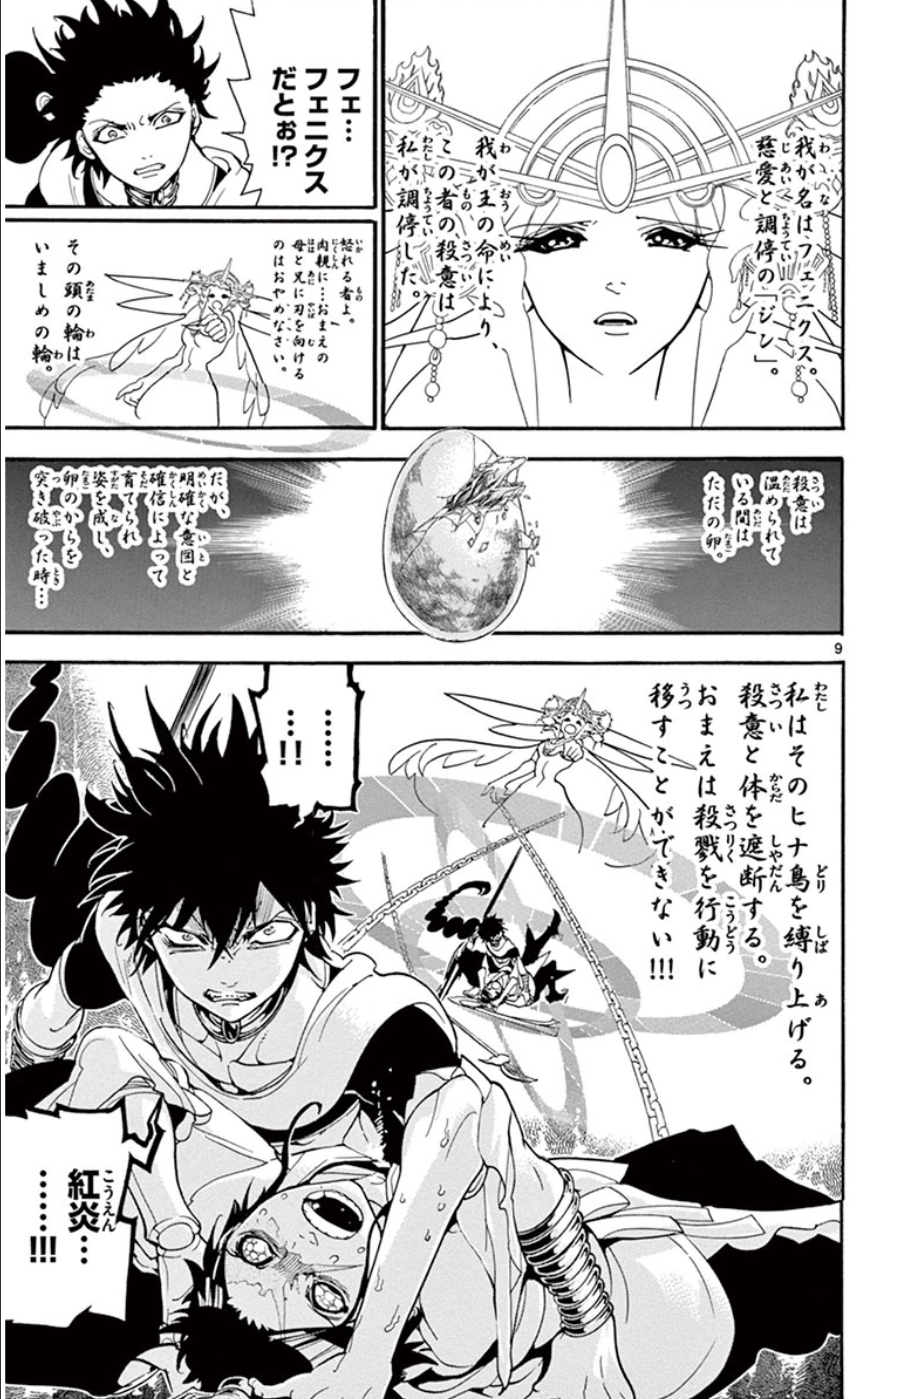 我が名はフェニクス。
慈愛と調停の「ジン」。
我が王の命により、
この者の殺意は
私が調停した。
フェ…
フェニクス
だとぉ!?
怒れる者よ。
肉親に…おまえの
母と兄に刃を向ける
のはおやめなさい。
その頭の輪は
いましめの輪。
殺意は
温められて
いる間は
ただの卵。
だが、
明確な意図と
確信によって
育てられ
姿を成し、
卵のからを
突き破った時…
9
私はそのヒナ鳥を縛り上げる。
殺意と体を遮断する。
おまえは殺戮を行動に
移すことができない!!!
……
…!!
紅炎…
……!!!